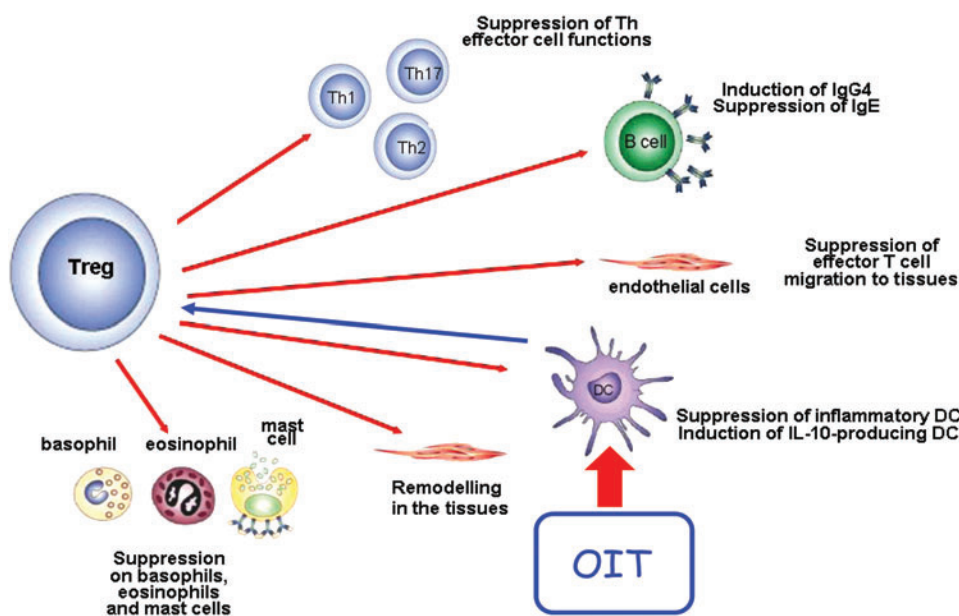 Suppression of Th
effector cell functions
Th17
Th1
Th2
Induction of IgG4
Suppression of IgE
B cell
Treg
Suppression of
effector T cell
migration to tissues
endothelial cells
DC
Suppression of inflammatory DC
Induction of IL-10-producing DC
mast
cell
basophil
eosinophil
Remodelling
in the tissues
OIT
Suppression
on basophils,
eosinophils
and mast cells